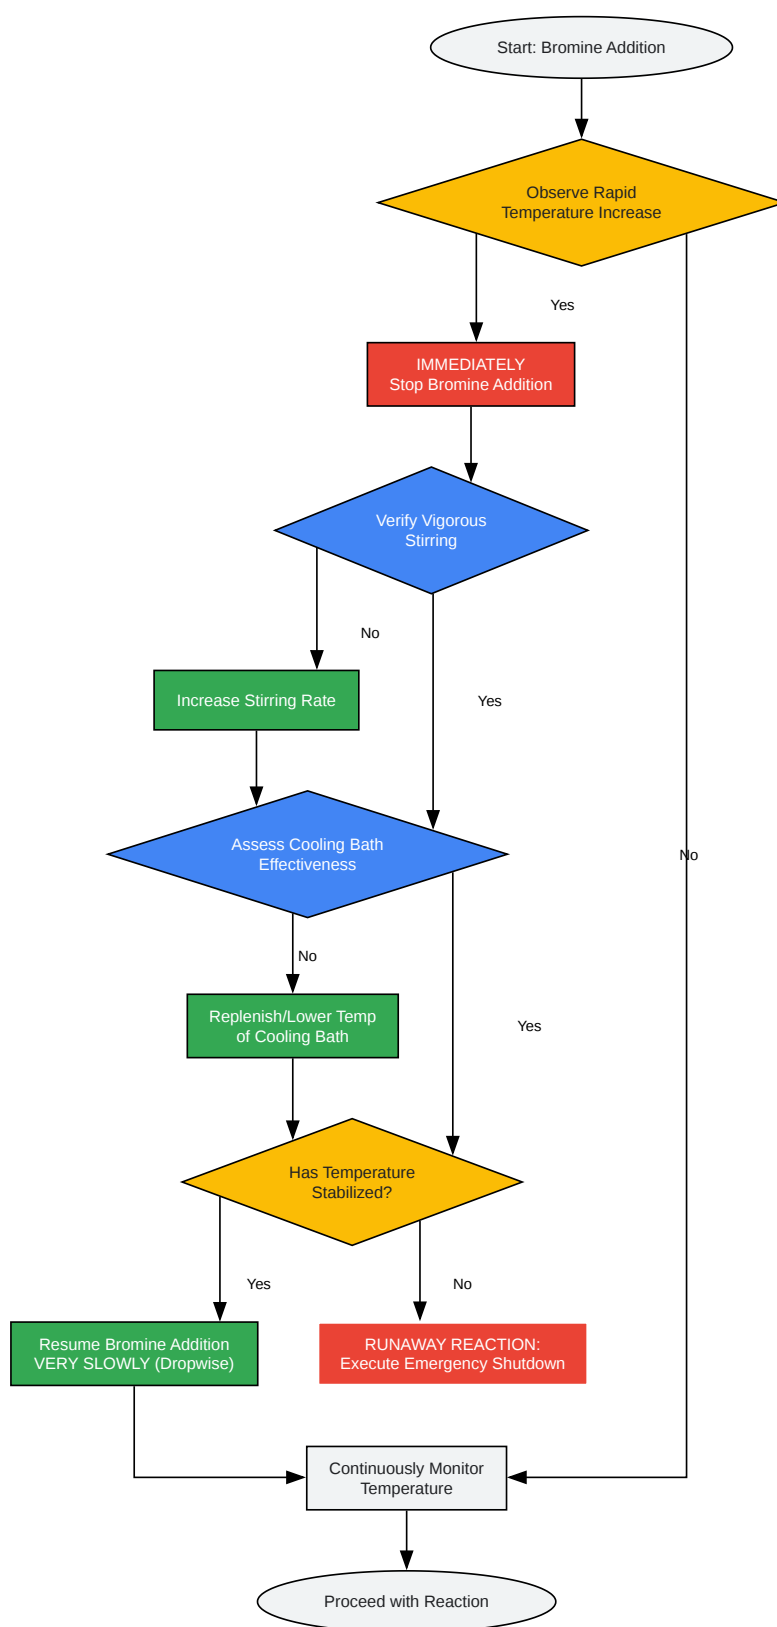 Start: Bromine Addition
Observe Rapid
Temperature Increase
Yes
IMMEDIATELY
Stop Bromine Addition
Verify Vigorous
Stirring
No
Increase Stirring Rate
Yes
Assess Cooling Bath
Effectiveness
No
No
Replenish/Lower Temp
of Cooling Bath
Yes
Has Temperature
Stabilized?
Yes
No
Resume Bromine Addition
VERY SLOWLY (Dropwise)
RUNAWAY REACTION:
Execute Emergency Shutdown
Continuously Monitor
Temperature
Proceed with Reaction